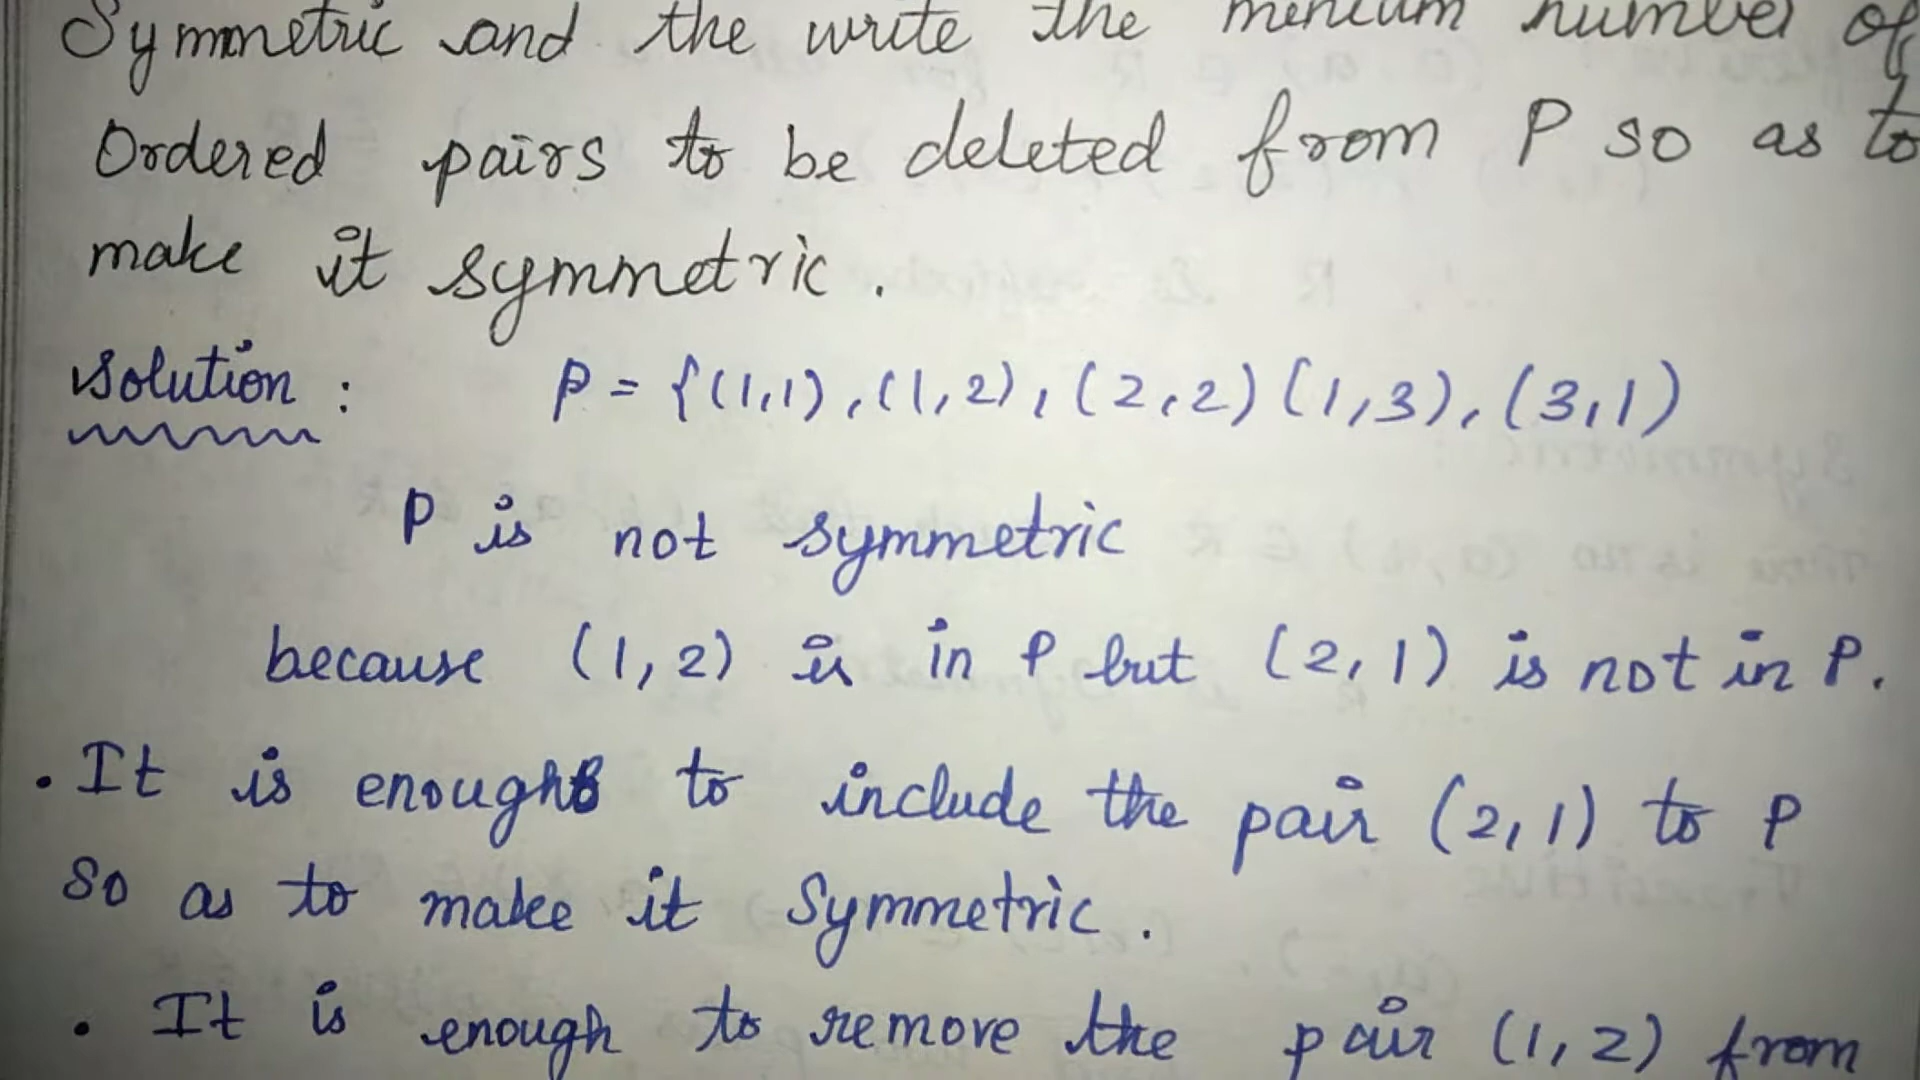 Symmetric and the write the minium number of
Ordered pairs to be deleted from P so as to
make it symmetric.
Solution : P = {(1,1), (1,2), (2,2) (1,3), (3,1)
P is not symmetric
because (1,2) is in P but (2,1) is not in P.
. It is enough to include the pair (2,1) to P
so as to make it Symmetric.
. It is enough to remove the pair (1,2) from